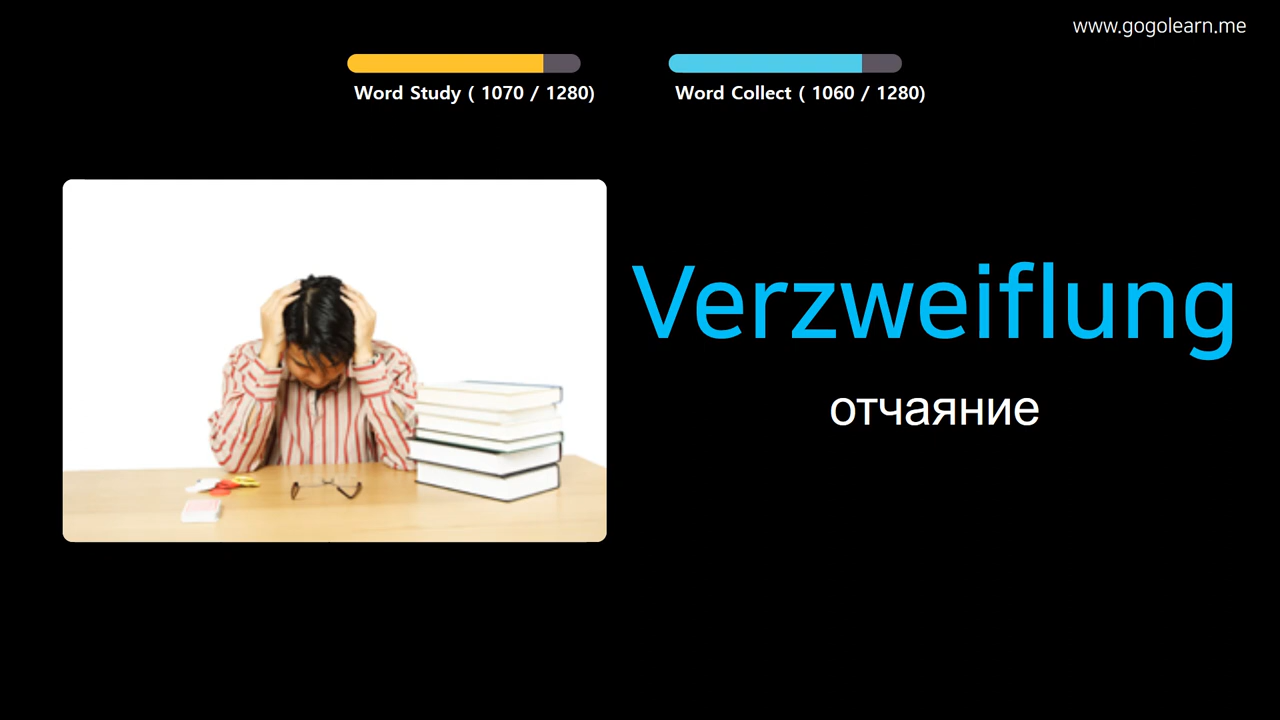 www.gogolearn.me
Word Study ( 1070 / 1280)
Word Collect ( 1060 / 1280)
Verzweiflung
отчаяние